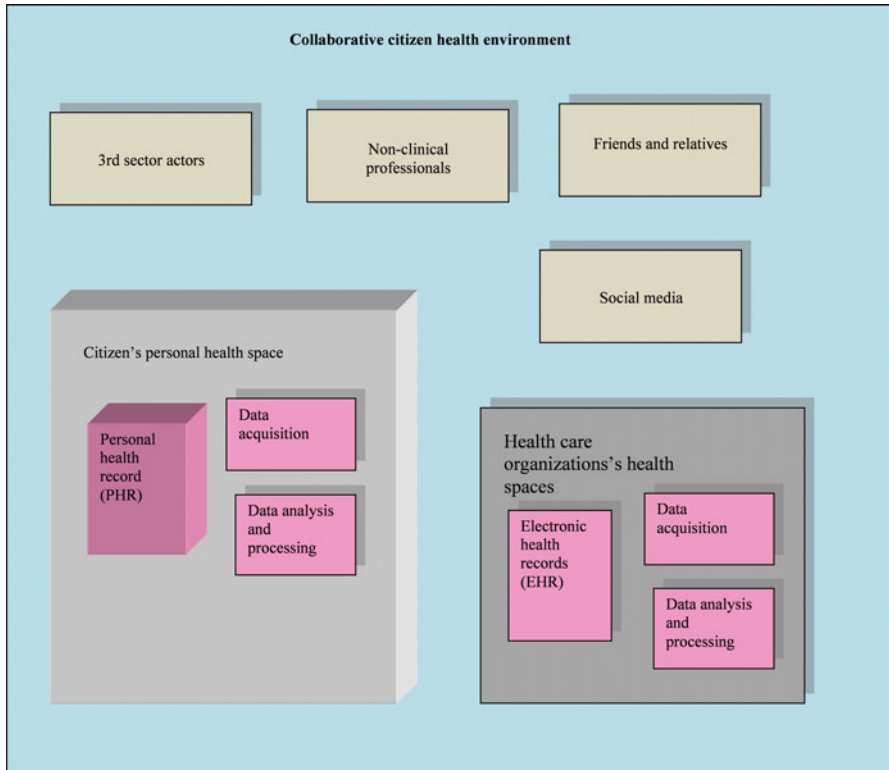 Collaborative citizen health environment
3rd sector actors
Non-clinical
professionals
Friends and relatives
Social media
Citizen's personal health space
Personal
health
record
(PHR)
Data
acquisition
Data analysis
and
processing
Health care
organizations's health
spaces
Electronic
health
records
(EHR)
Data
acquisition
Data analysis
and
processing